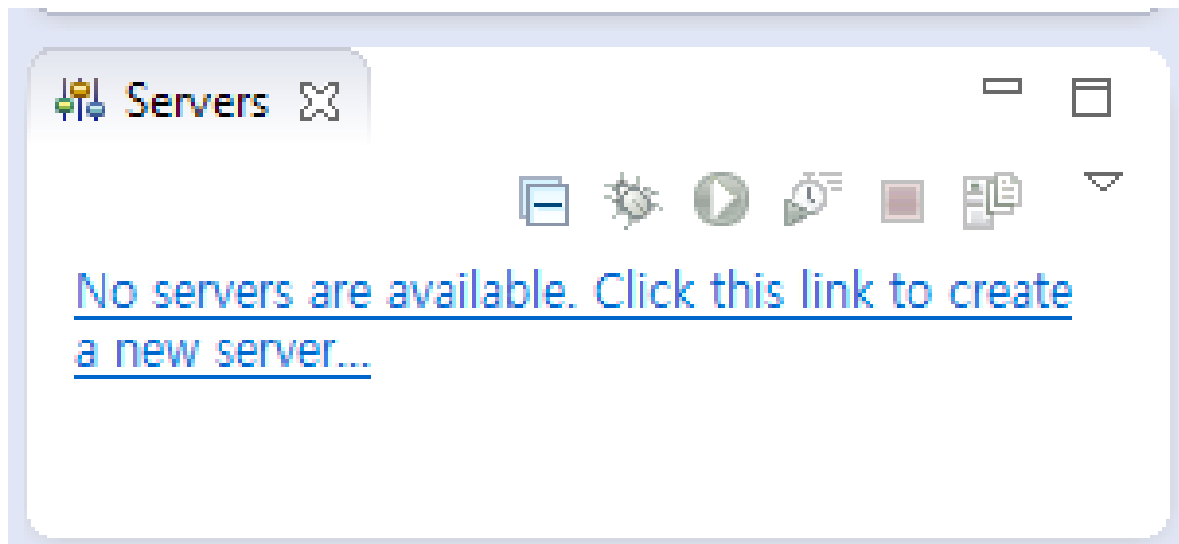 Servers
No servers are available. Click this link to create
a new server...